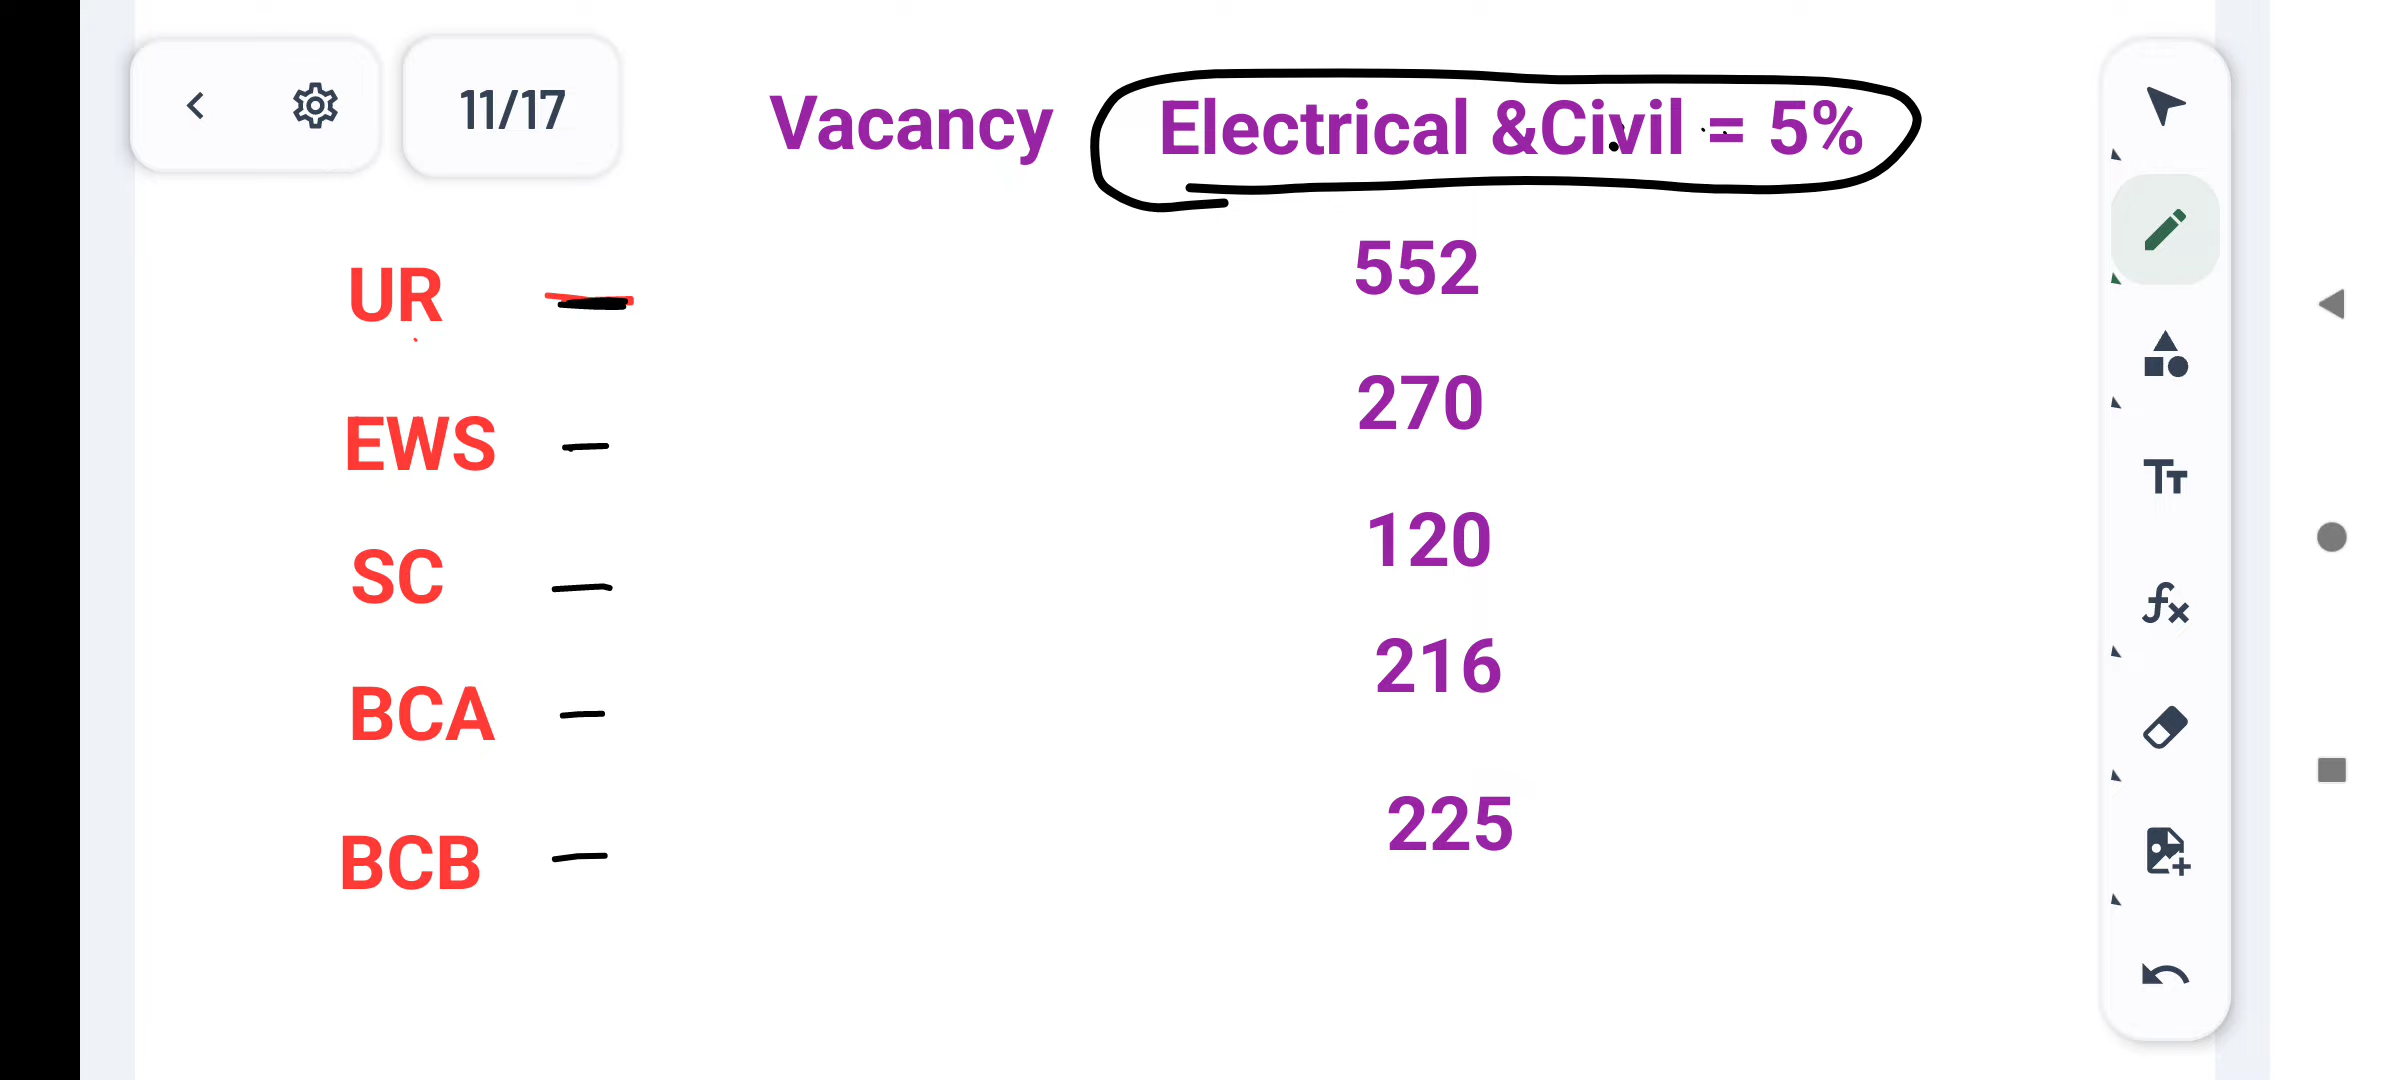 11/17
Vacancy Electrical &Civil = 5%
UR 552
EWS 270
SC 120
BCA 216
BCB 225